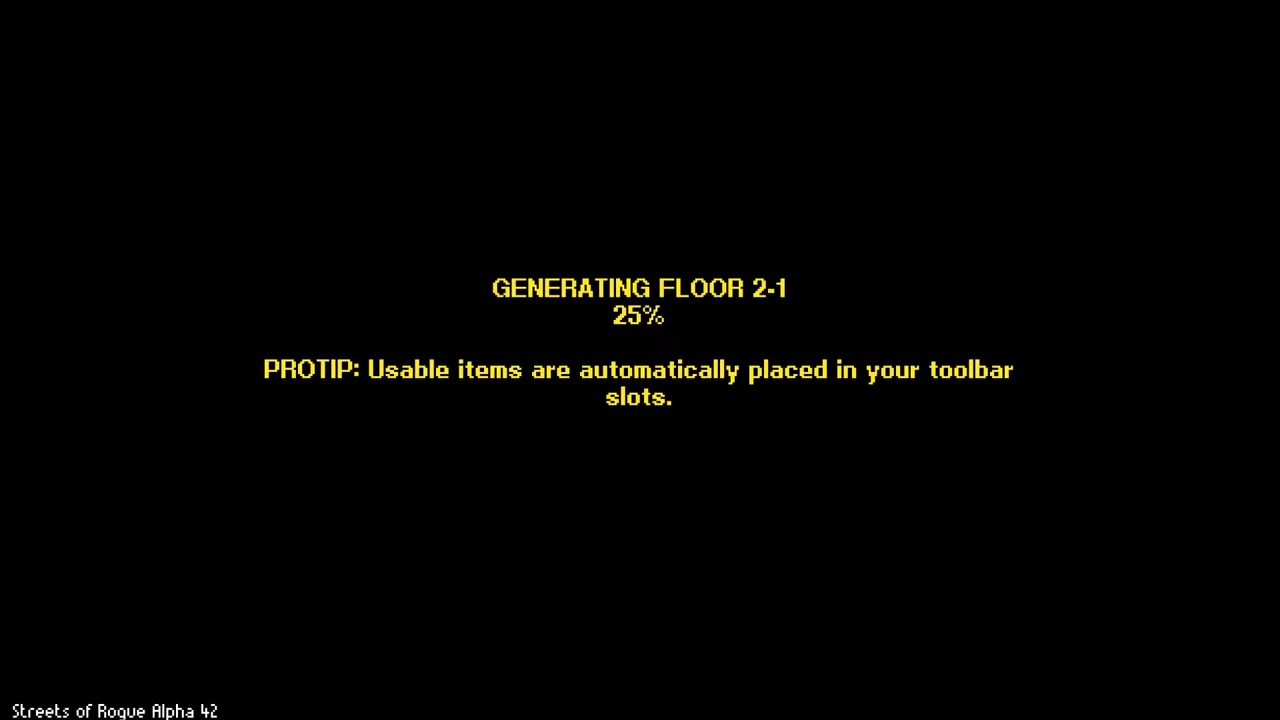 GENERATING FLOOR 2-1
25%
PROTIP: Usable items are automatically placed in your toolbar
slots.
Streets of Rogue Alpha 42